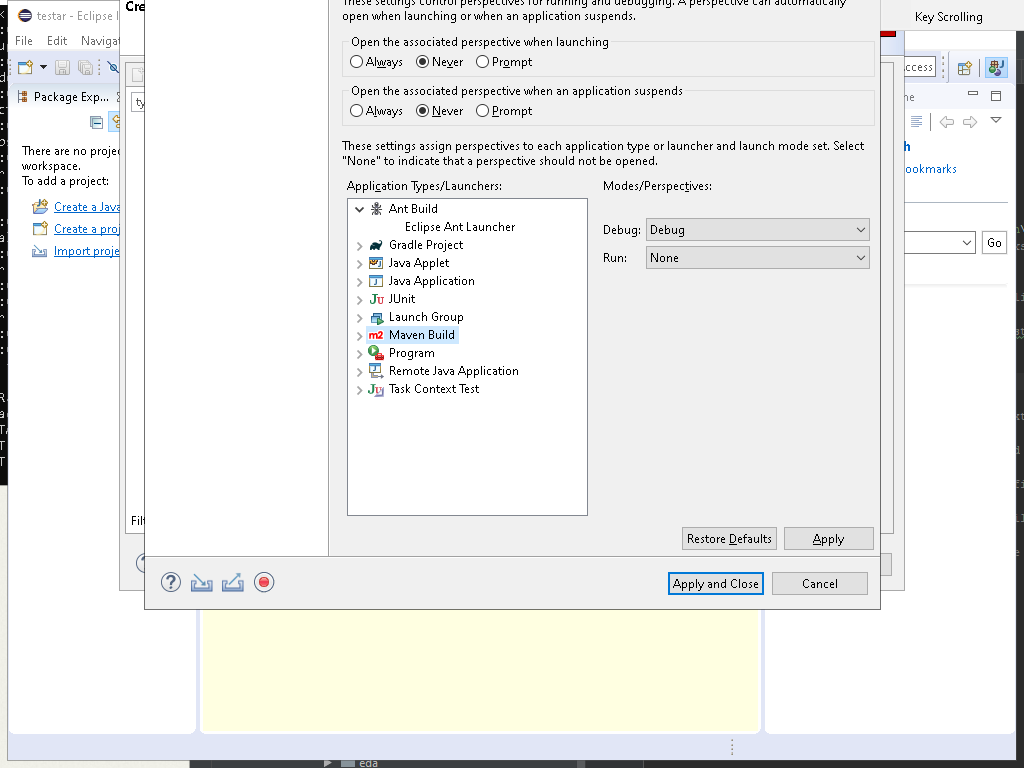 testar - Eclipse
Cre
Key Scrolling
These settings control perspectives for running and debugging. A perspective can automatically
open when launching or when an application suspends.
File Edit Navigat
Open the associated perspective when launching
Always Never Prompt
ccess
Package Exp...
Open the associated perspective when an application suspends
Always Never Prompt
ty
There are no proje
workspace.
To add a project:
These settings assign perspectives to each application type or launcher and launch mode set. Select
"None" to indicate that a perspective should not be opened.
ookmarks
Application Types/Launchers:
Modes/Perspectives:
Create a Java
Create a proj
Import proje
Ant Build
Eclipse Ant Launcher
Gradle Project
Java Applet
Java Application
JUnit
Launch Group
Maven Build
Program
Remote Java Application
Task Context Test
Debug: Debug
Run: None
Go
Filt
Restore Defaults
Apply
Apply and Close
Cancel
eda